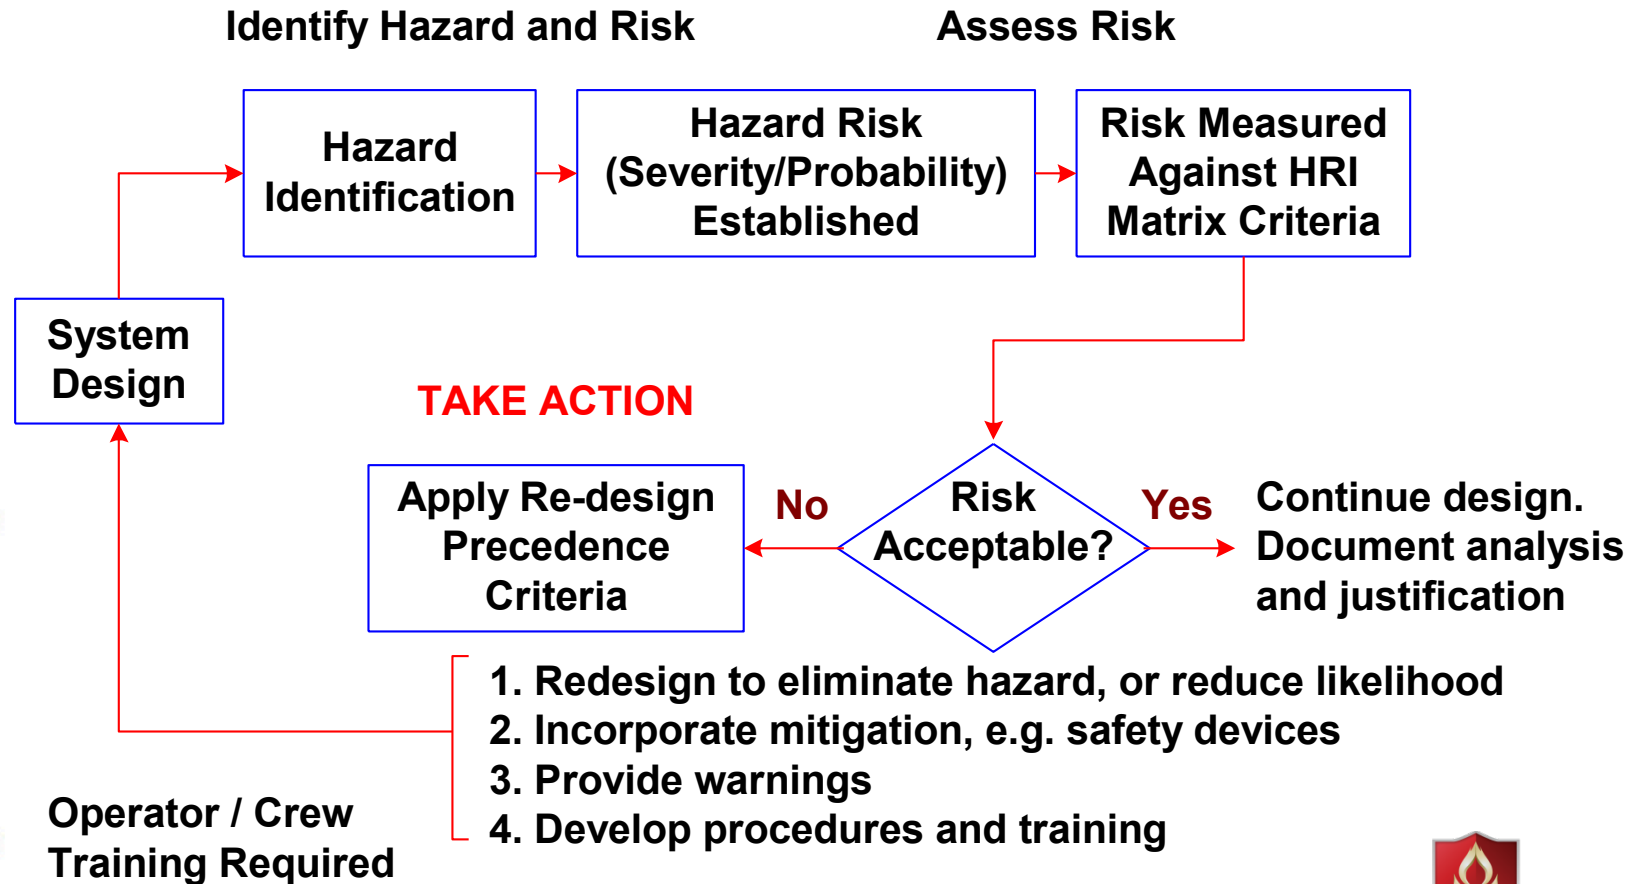 Identify Hazard and Risk
Assess Risk
Hazard
Identification
Hazard Risk
(Severity/Probability)
Established
Risk Measured
Against HRI
Matrix Criteria
System
Design
TAKE ACTION
Apply Re-design
Precedence
Criteria
No
Risk
Acceptable?
Yes
Continue design.
Document analysis
and justification
1. Redesign to eliminate hazard, or reduce likelihood
2. Incorporate mitigation, e.g. safety devices
3. Provide warnings
4. Develop procedures and training
Operator / Crew
Training Required